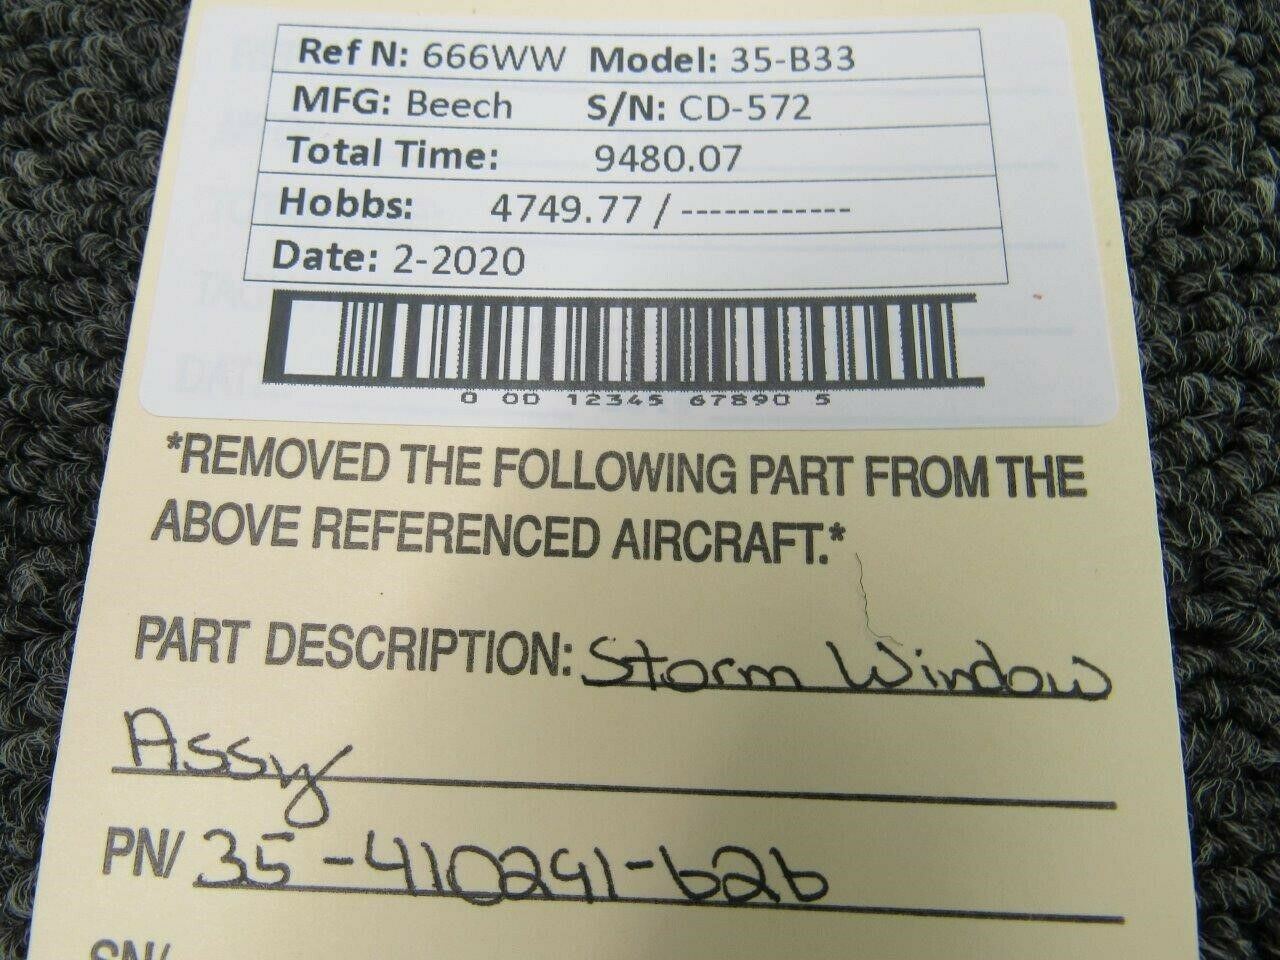 Ref N: 666WW Model: 35-B33
MFG: Beech S/N: CD-572
Total Time: 9480.07
Hobbs: 4749.77 / ------------
Date: 2-2020
0 00 12345 67890 5
*REMOVED THE FOLLOWING PART FROM THE
ABOVE REFERENCED AIRCRAFT.*
PART DESCRIPTION: Storm Window
Assy
PN/ 35-410291-626
SN/